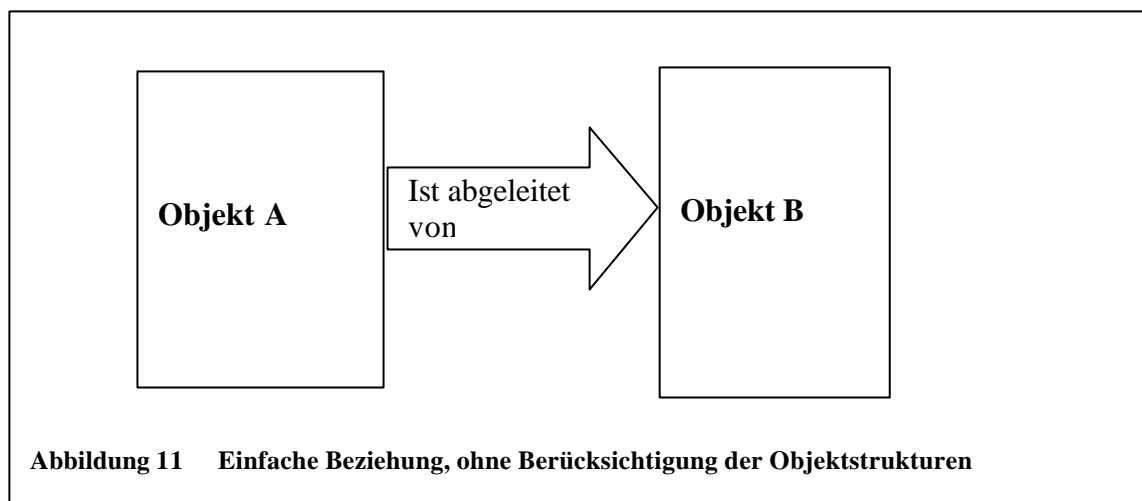 Objekt A
Ist abgeleitet
von
Objekt B
Abbildung 11 Einfache Beziehung, ohne Berücksichtigung der Objektstrukturen